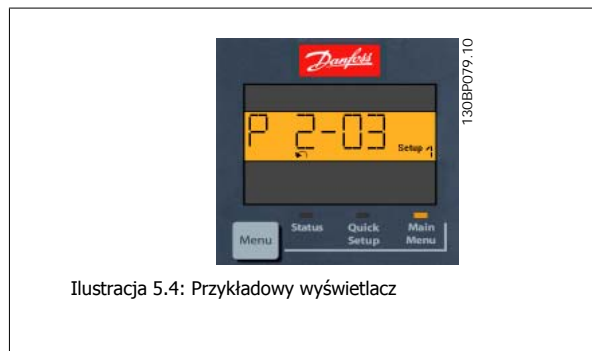 Danfoss
130BP079.10
P 2-03
Setup 1
Menu
Status
Quick Setup
Main Menu
Ilustracja 5.4: Przykładowy wyświetlacz